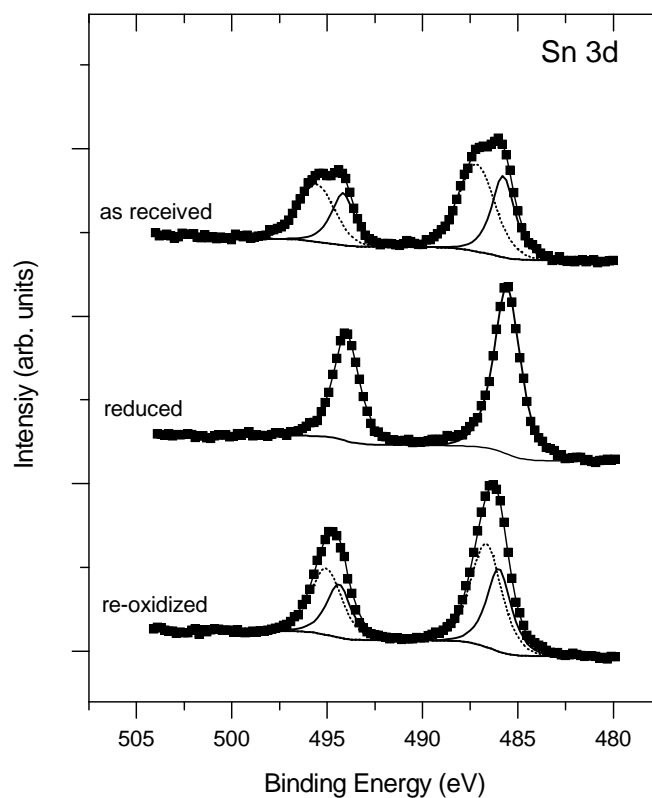 Sn 3d
as received
reduced
re-oxidized
Intensiy (arb. units)
505 500 495 490 485 480
Binding Energy (eV)